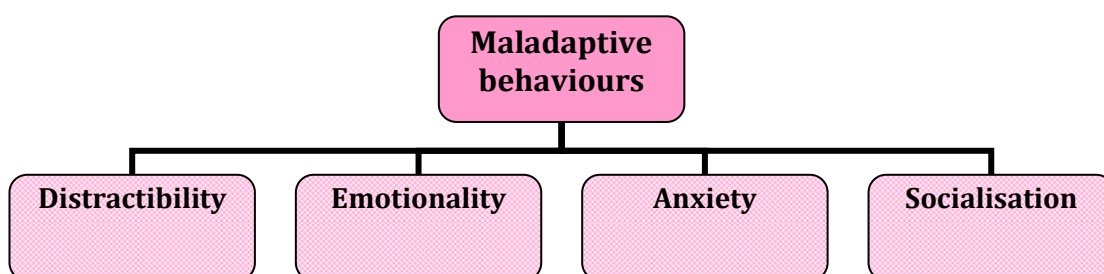 Maladaptive
behaviours
Distractibility
Emotionality
Anxiety
Socialisation